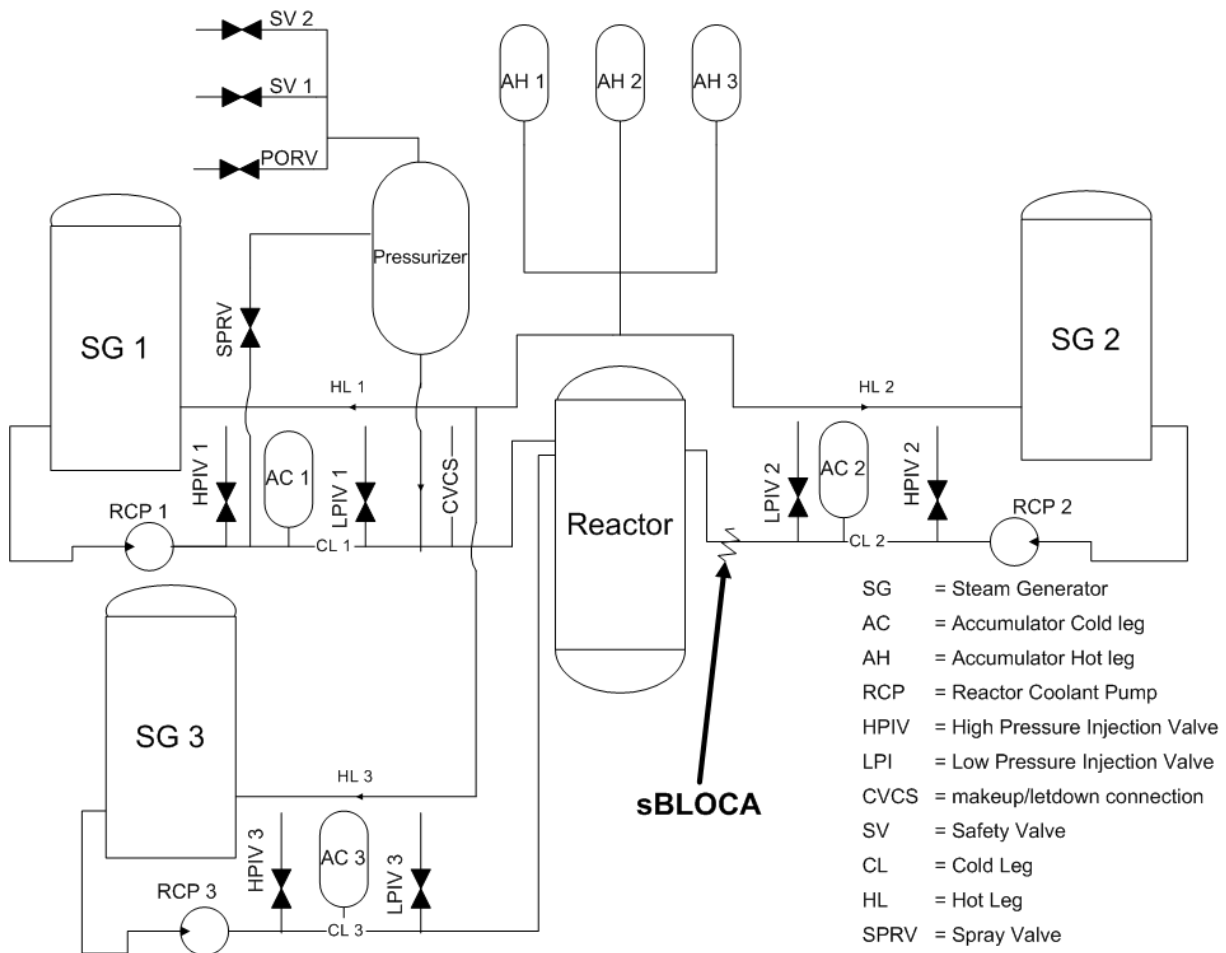 SV 2
SV 1
PORV
AH 1
AH 2
AH 3
Pressurizer
SPRV
SG 1
SG 2
HL 1
HL 2
HPIV 1
AC 1
LPIV 1
CVCS
LPIV 2
AC 2
HPIV 2
RCP 1
RCP 2
Reactor
CL 1
CL 2
SG 3
HL 3
sBLOCA
HPIV 3
AC 3
LPIV 3
RCP 3
CL 3
SG = Steam Generator
AC = Accumulator Cold leg
AH = Accumulator Hot leg
RCP = Reactor Coolant Pump
HPIV = High Pressure Injection Valve
LPI = Low Pressure Injection Valve
CVCS = makeup/letdown connection
SV = Safety Valve
CL = Cold Leg
HL = Hot Leg
SPRV = Spray Valve